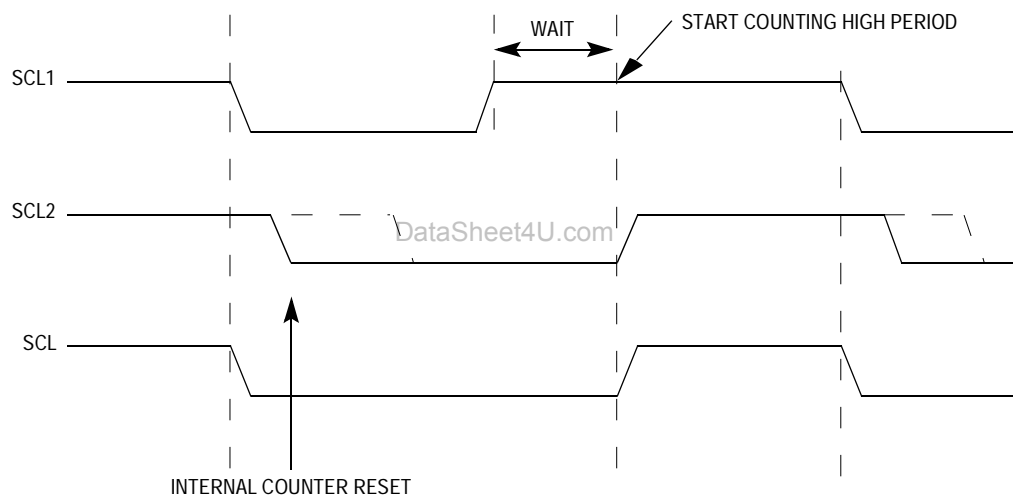 WAIT
START COUNTING HIGH PERIOD
SCL1
SCL2
DataSheet4U.com
SCL
INTERNAL COUNTER RESET